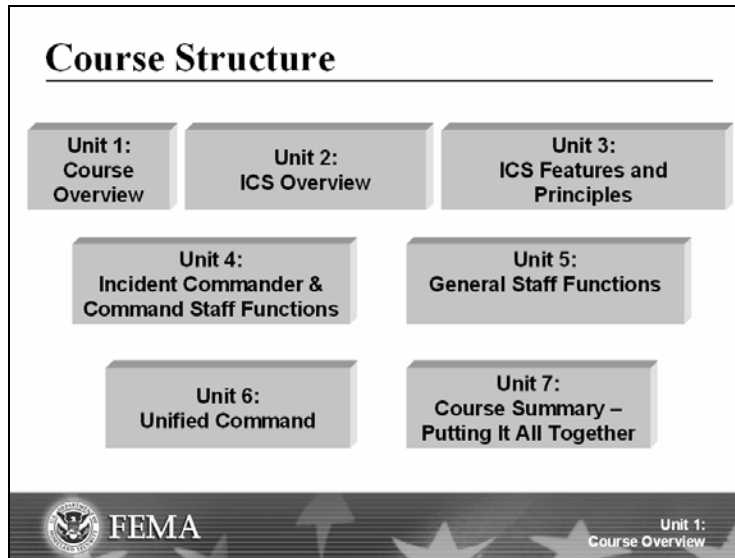 Course Structure
Unit 1:
Course
Overview
Unit 2:
ICS Overview
Unit 3:
ICS Features and
Principles
Unit 4:
Incident Commander &
Command Staff Functions
Unit 5:
General Staff Functions
Unit 6:
Unified Command
Unit 7:
Course Summary –
Putting It All Together
FEMA
Unit 1:
Course Overview